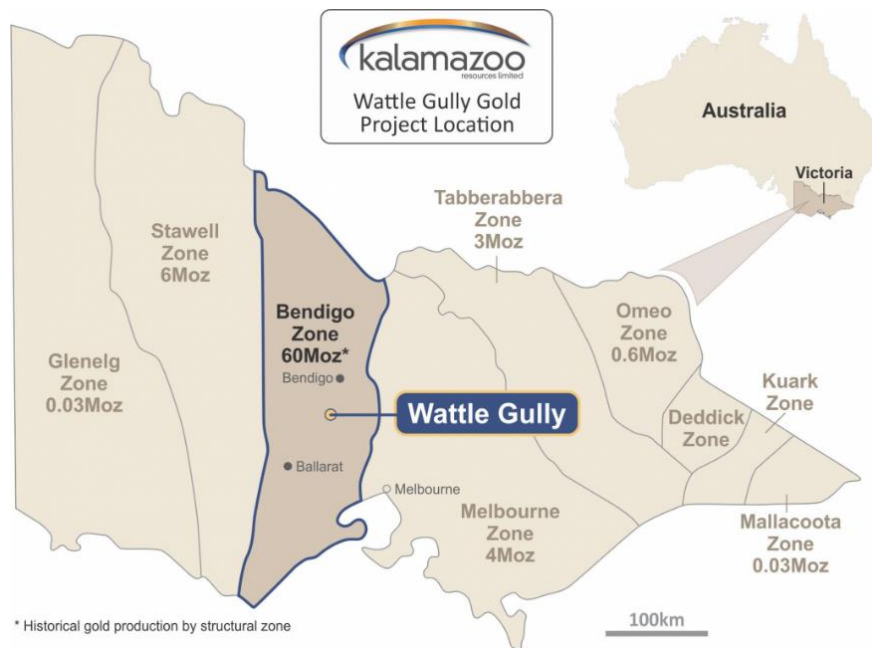 kalamazoo
resources limited
Wattle Gully Gold
Project Location
Australia
Victoria
Tabberabbera
Zone
3Moz
Stawell
Zone
6Moz
Omeo
Zone
0.6Moz
Bendigo
Zone
60Moz*
Glenelg
Zone
0.03Moz
Bendigo
Kuark
Zone
Wattle Gully
Deddick
Zone
Ballarat
Melbourne
Melbourne
Zone
4Moz
Mallacoota
Zone
0.03Moz
* Historical gold production by structural zone
100km